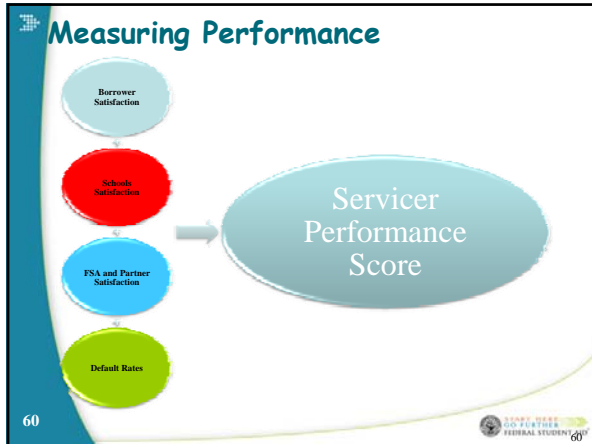 Measuring Performance
Borrower
Satisfaction
Schools
Satisfaction
FSA and Partner
Satisfaction
Default Rates
Servicer
Performance
Score
60
START HERE
GO FURTHER
FEDERAL STUDENT AID
60